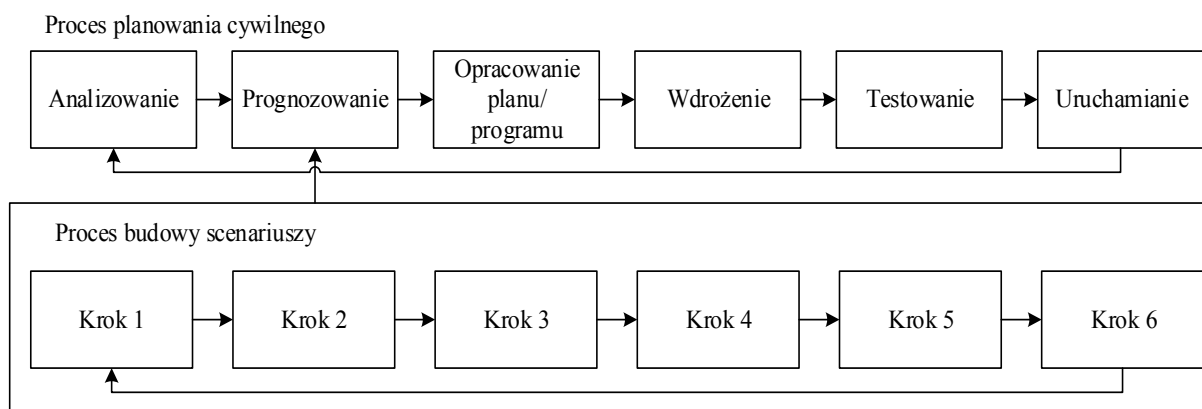 Proces planowania cywilnego
Analizowanie
Prognozowanie
Opracowanie
planu/
programu
Wdrożenie
Testowanie
Uruchamianie
Proces budowy scenariuszy
Krok 1
Krok 2
Krok 3
Krok 4
Krok 5
Krok 6